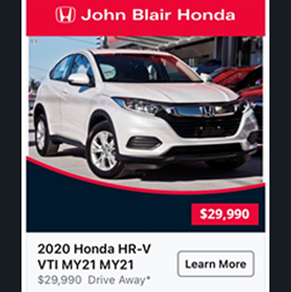 John Blair Honda
$29,990
2020 Honda HR-V
VTI MY21 MY21
Learn More
$29,990 Drive Away*